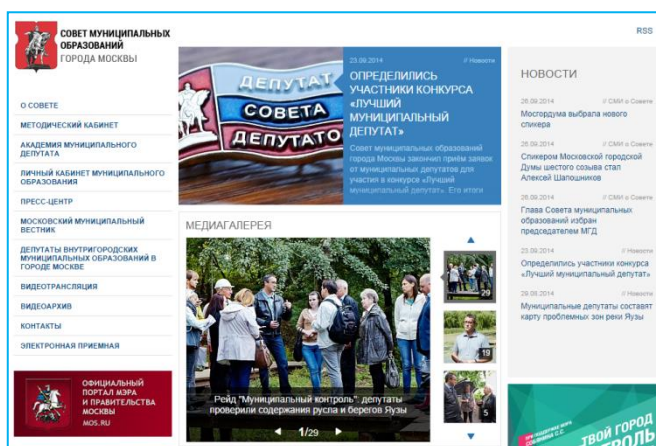 СОВЕТ МУНИЦИПАЛЬНЫХ
ОБРАЗОВАНИЙ
ГОРОДА МОСКВЫ
RSS
О СОВЕТЕ
МЕТОДИЧЕСКИЙ КАБИНЕТ
АКАДЕМИЯ МУНИЦИПАЛЬНОГО
ДЕПУТАТА
ЛИЧНЫЙ КАБИНЕТ МУНИЦИПАЛЬНОГО
ОБРАЗОВАНИЯ
ПРЕСС-ЦЕНТР
МОСКОВСКИЙ МУНИЦИПАЛЬНЫЙ
ВЕСТНИК
ДЕПУТАТЫ ВНУТРИГОРОДСКИХ
МУНИЦИПАЛЬНЫХ ОБРАЗОВАНИЙ В
ГОРОДЕ МОСКВЕ
ВИДЕОТРАНСЛЯЦИЯ
ВИДЕОАРХИВ
КОНТАКТЫ
ЭЛЕКТРОННАЯ ПРИЕМНАЯ
ОФИЦИАЛЬНЫЙ
ПОРТАЛ МЭРА
И ПРАВИТЕЛЬСТВА
МОСКВЫ
MOS.RU
ДЕПУТАТ
СОВЕТА
ДЕПУТАТО
23.09.2014 // Новости
ОПРЕДЕЛИЛИСЬ
УЧАСТНИКИ КОНКУРСА
«ЛУЧШИЙ
МУНИЦИПАЛЬНЫЙ
ДЕПУТАТ»
Совет муниципальных образований
города Москвы закончил приём заявок
от муниципальных депутатов для
участия в конкурсе «Лучший
муниципальный депутат». Его итоги
МЕДИАГАЛЕРЕЯ
Рейд "Муниципальный контроль": депутаты
проверили содержания русла и берегов Яузы
1/29
29
19
5
НОВОСТИ
26.09.2014 // СМИ о Совете
Мосгордума выбрала нового
спикера
26.09.2014 // СМИ о Совете
Спикером Московской городской
Думы шестого созыва стал
Алексей Шапошников
26.09.2014 // СМИ о Совете
Глава Совета муниципальных
образований избран
председателем МГД
23.09.2014 // Новости
Определились участники конкурса
«Лучший муниципальный депутат»
// Новости
Муниципальные депутаты составят
карту проблемных зон реки Яузы
ПРИ ПОДДЕРЖКЕ МЭРА
ТВОЙ ГОРОД